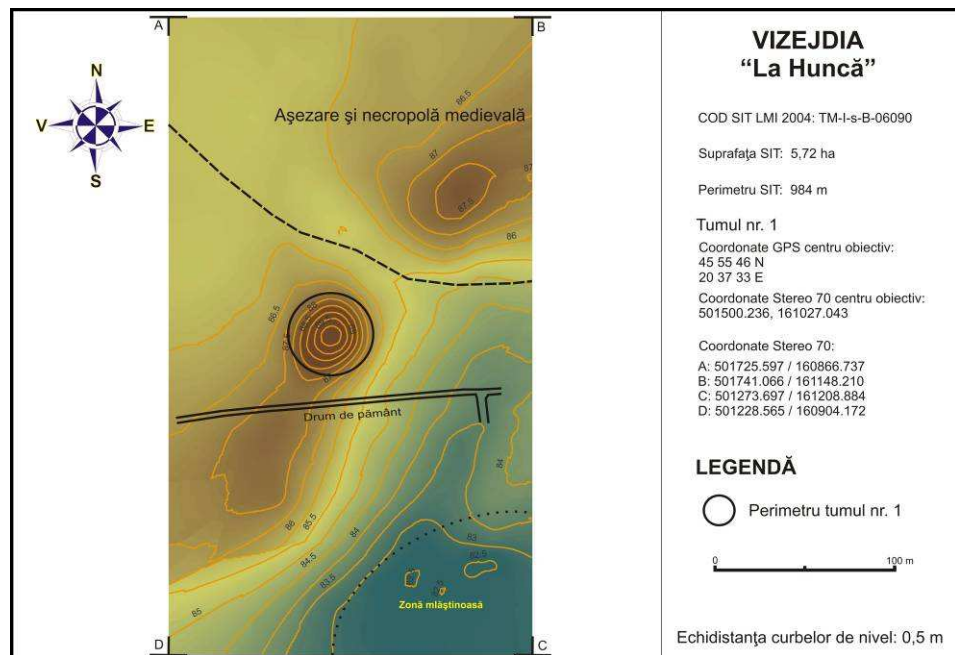 A
B
N
V
E
S
Aşezare şi necropolă medievală
86.5
87
87.5
86
86.5
Drum de pământ
86
85.5
84
84
84.5
83.5
83
82.5
85
Zonă mlăştinoasă
D
C
VIZEJDIA
“La Huncă”
COD SIT LMI 2004: TM-I-s-B-06090
Suprafaţa SIT: 5,72 ha
Perimetru SIT: 984 m
Tumul nr. 1
Coordonate GPS centru obiectiv:
45 55 46 N
20 37 33 E
Coordonate Stereo 70 centru obiectiv:
501500.236, 161027.043
Coordonate Stereo 70:
A: 501725.597 / 160866.737
B: 501741.066 / 161148.210
C: 501273.697 / 161208.884
D: 501228.565 / 160904.172
LEGENDĂ
Perimetru tumul nr. 1
0
100 m
Echidistanţa curbelor de nivel: 0,5 m